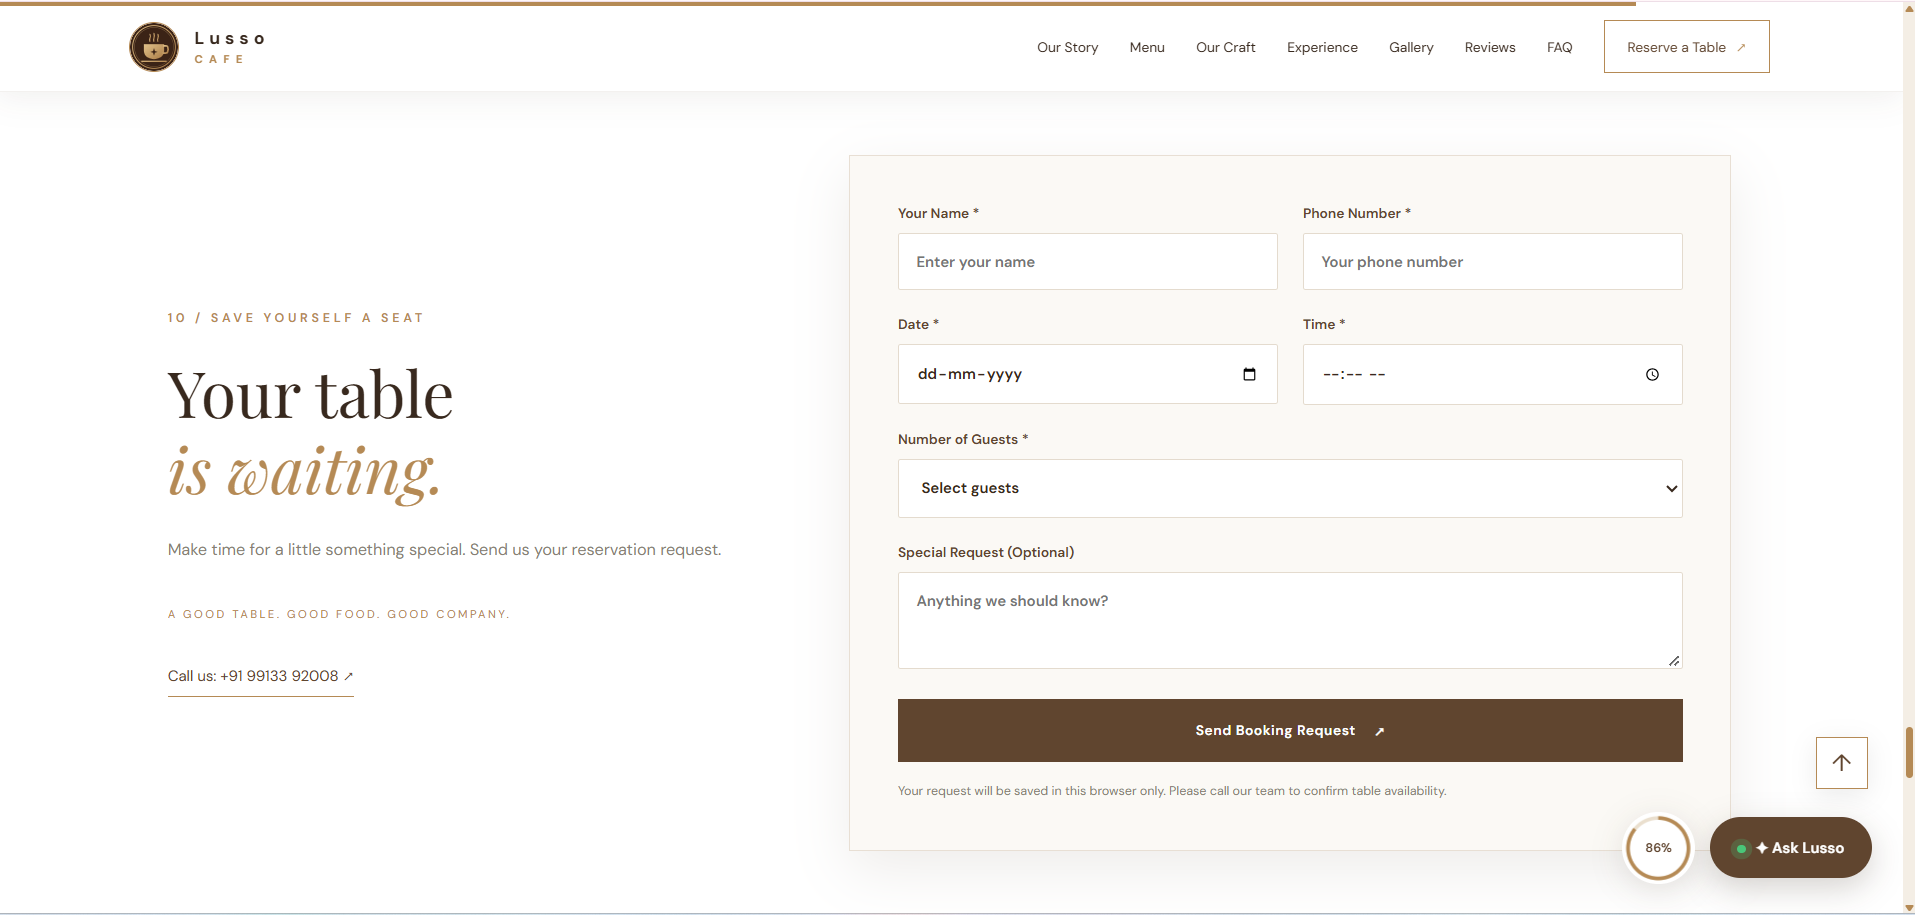 Lusso
CAFE
Our Story
Menu
Our Craft
Experience
Gallery
Reviews
FAQ
Reserve a Table ↗
10 / SAVE YOURSELF A SEAT
Your table
is waiting.
Make time for a little something special. Send us your reservation request.
A GOOD TABLE. GOOD FOOD. GOOD COMPANY.
Call us: +91 99133 92008 ↗
Your Name *
Phone Number *
Enter your name
Your phone number
Date *
Time *
dd-mm-yyyy
--:-- --
Number of Guests *
Select guests
Special Request (Optional)
Anything we should know?
Send Booking Request ↗
Your request will be saved in this browser only. Please call our team to confirm table availability.
86%
✦ Ask Lusso